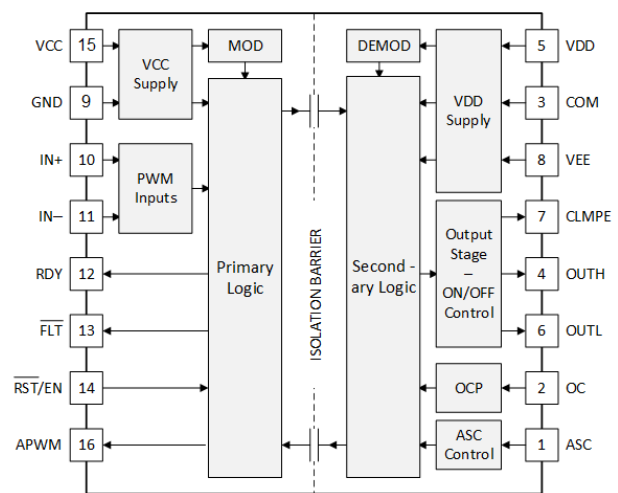 VCC 15
VCC Supply
MOD
DEMOD
5 VDD
GND 9
VDD Supply
3 COM
IN+ 10
PWM Inputs
8 VEE
IN– 11
Output Stage – ON/OFF Control
7 CLMPE
RDY 12
Primary Logic
ISOLATION BARRIER
Second - ary Logic
4 OUTH
FLT 13
6 OUTL
RST/EN 14
OCP
2 OC
APWM 16
ASC Control
1 ASC